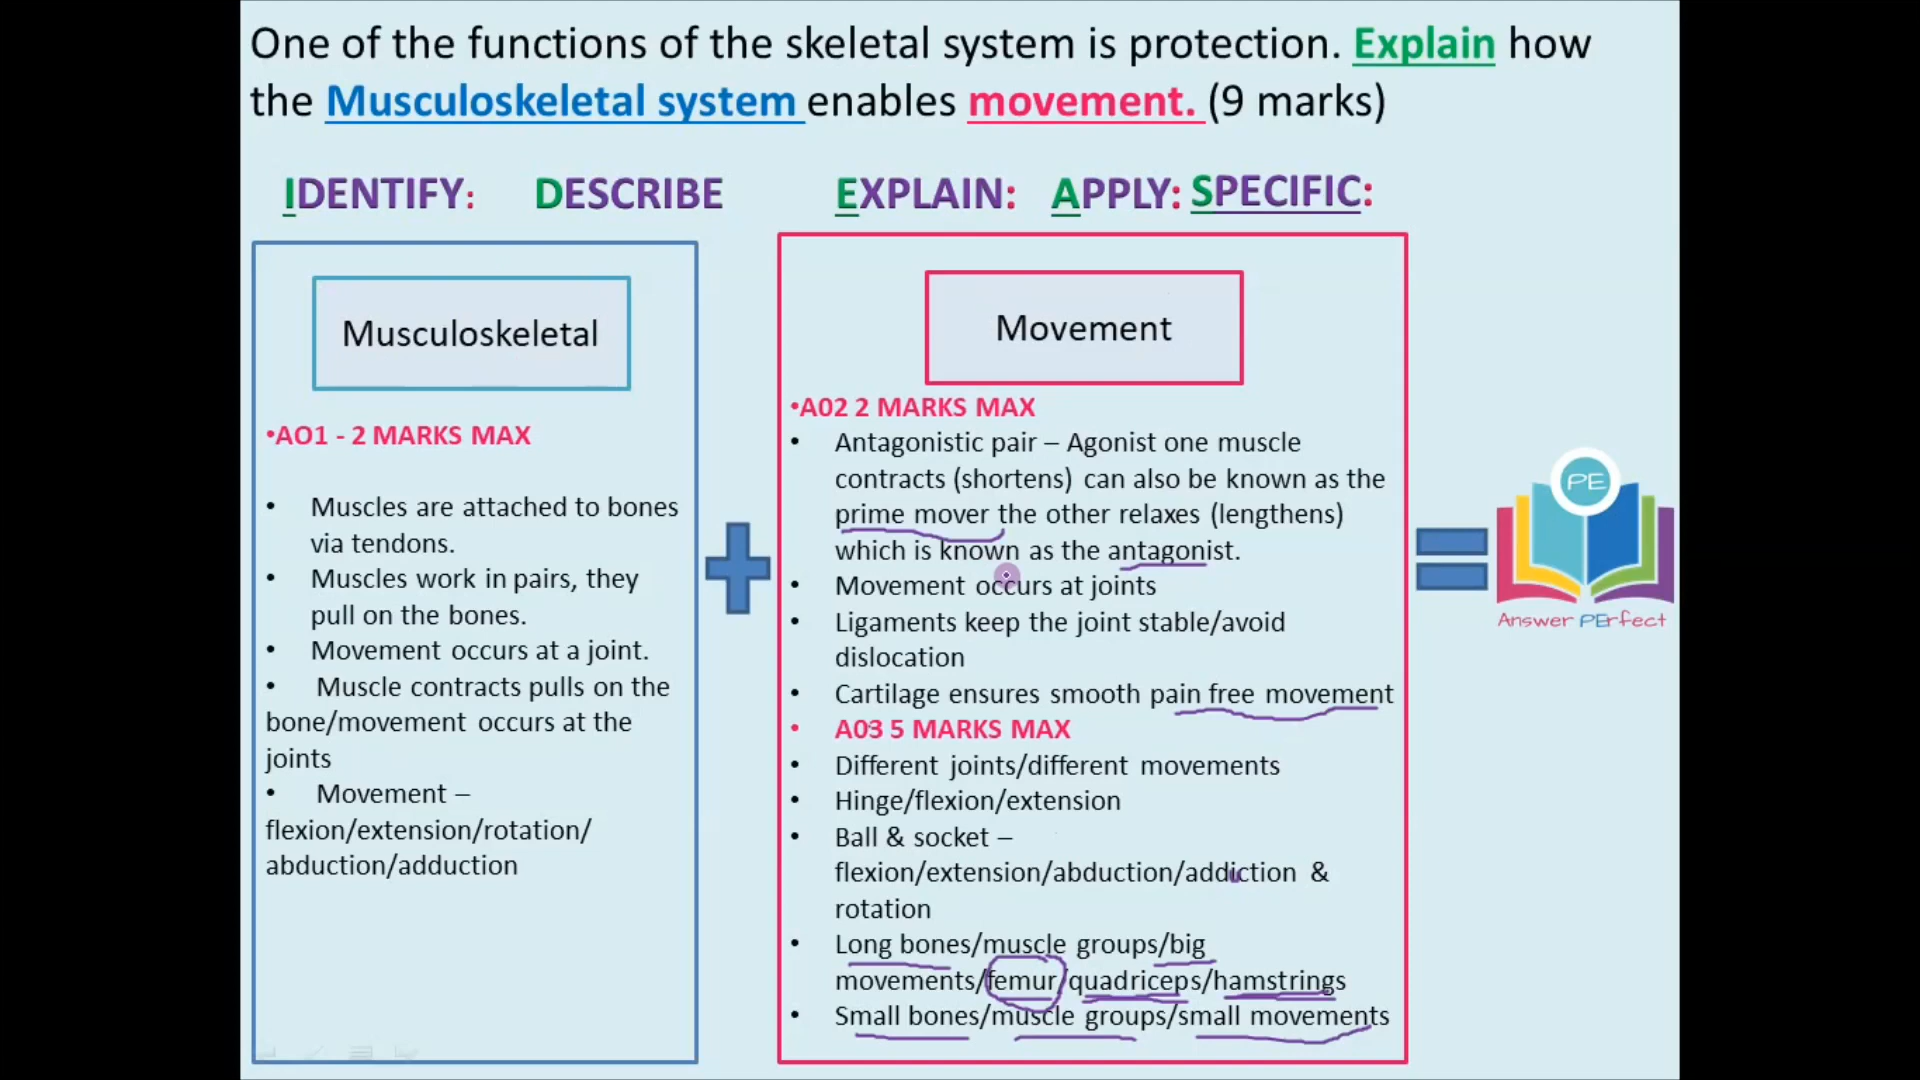 One of the functions of the skeletal system is protection. Explain how
the Musculoskeletal system enables movement. (9 marks)
IDENTIFY: DESCRIBE EXPLAIN: APPLY: SPECIFIC:
Musculoskeletal
•AO1 - 2 MARKS MAX
• Muscles are attached to bones
via tendons.
• Muscles work in pairs, they
pull on the bones.
• Movement occurs at a joint.
• Muscle contracts pulls on the
bone/movement occurs at the
joints
• Movement –
flexion/extension/rotation/
abduction/adduction
Movement
•A02 2 MARKS MAX
• Antagonistic pair – Agonist one muscle
contracts (shortens) can also be known as the
prime mover the other relaxes (lengthens)
which is known as the antagonist.
• Movement occurs at joints
• Ligaments keep the joint stable/avoid
dislocation
• Cartilage ensures smooth pain free movement
• A03 5 MARKS MAX
• Different joints/different movements
• Hinge/flexion/extension
• Ball & socket –
flexion/extension/abduction/addiction &
rotation
• Long bones/muscle groups/big
movements/femur/quadriceps/hamstrings
• Small bones/muscle groups/small movements
PE
Answer PErfect